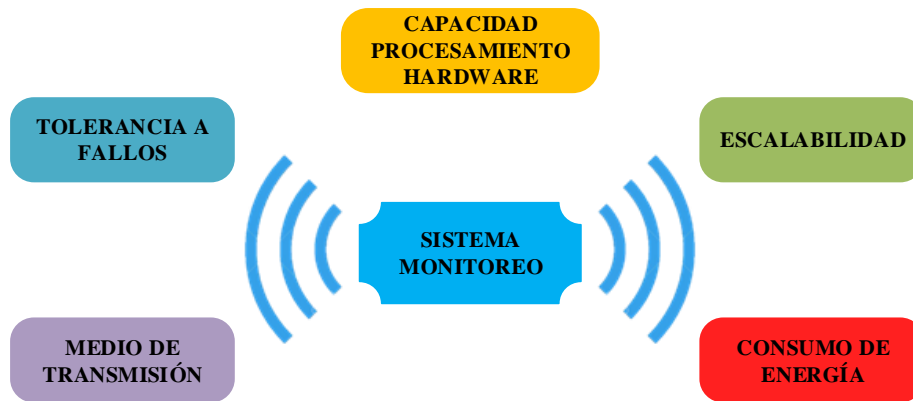 CAPACIDAD
PROCESAMIENTO
HARDWARE
TOLERANCIA A
FALLOS
ESCALABILIDAD
SISTEMA
MONITOREO
MEDIO DE
TRANSMISIÓN
CONSUMO DE
ENERGÍA